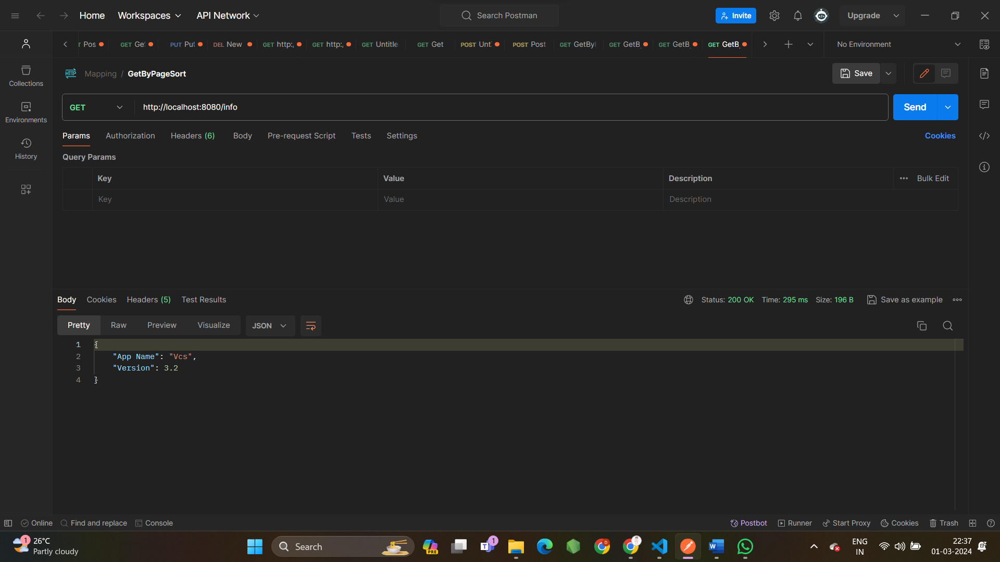 Home Workspaces API Network Search Postman Invite Upgrade
T Pos GET Ge PUT Put DEL New GET http:/ GET http:/ GET Untitle GET Get POST Unt POST Post GET GetBy GET GetB GET GetB GET GetB No Environment
HTTP Mapping / GetByPageSort Save
Collections
GET http://localhost:8080/info Send
Environments
Params Authorization Headers (6) Body Pre-request Script Tests Settings Cookies
History
Query Params
Key Value Description Bulk Edit
Key Value Description
Body Cookies Headers (5) Test Results Status: 200 OK Time: 295 ms Size: 196 B Save as example
Pretty Raw Preview Visualize JSON
1 {
2 "App Name": "Vcs",
3 "Version": 3.2
4 }
Online Find and replace Console Postbot Runner Start Proxy Cookies Trash
1 26°C
Partly cloudy
Search PRE T 1 D W
ENG
IN
22:37
01-03-2024